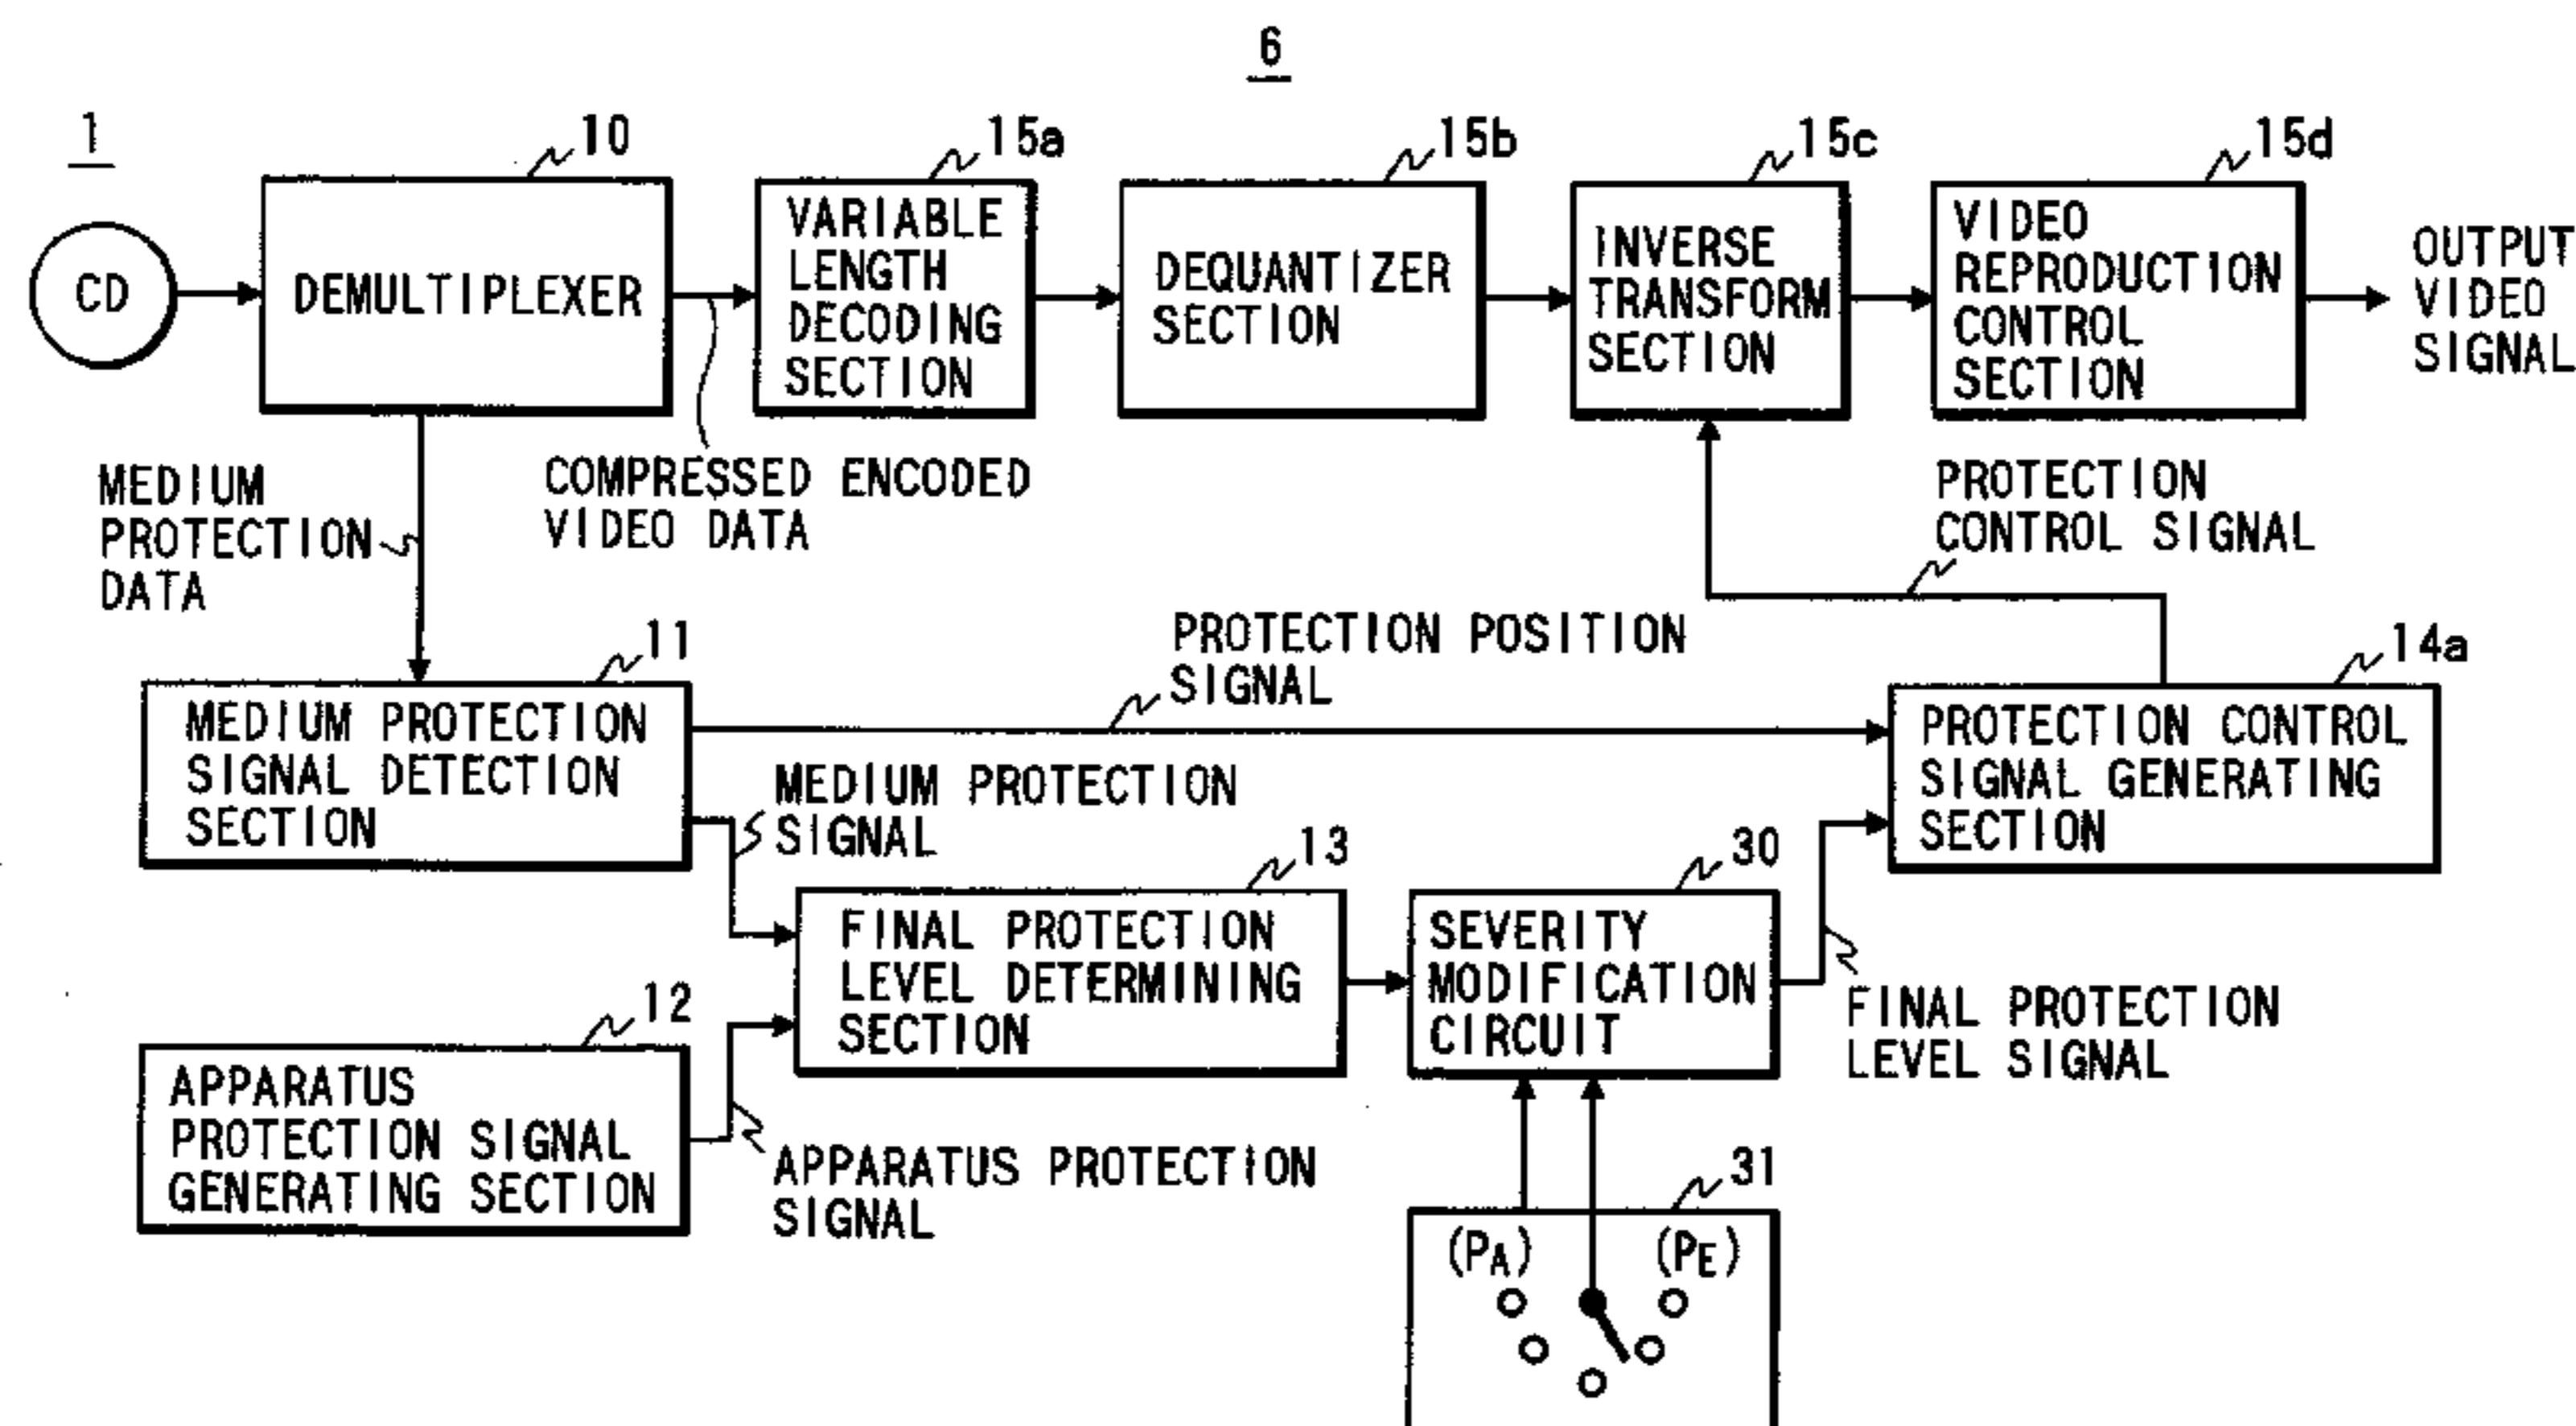 6
1
10
15a
15b
15c
15d
CD
DEMULTIPLEXER
VARIABLE
LENGTH
DECODING
SECTION
DEQUANTIZER
SECTION
INVERSE
TRANSFORM
SECTION
VIDEO
REPRODUCTION
CONTROL
SECTION
OUTPUT
VIDEO
SIGNAL
MEDIUM
PROTECTION
DATA
COMPRESSED ENCODED
VIDEO DATA
PROTECTION
CONTROL SIGNAL
11
PROTECTION POSITION
SIGNAL
14a
MEDIUM PROTECTION
SIGNAL DETECTION
SECTION
MEDIUM PROTECTION
SIGNAL
PROTECTION CONTROL
SIGNAL GENERATING
SECTION
13
30
FINAL PROTECTION
LEVEL DETERMINING
SECTION
SEVERITY
MODIFICATION
CIRCUIT
FINAL PROTECTION
LEVEL SIGNAL
12
APPARATUS
PROTECTION SIGNAL
GENERATING SECTION
APPARATUS PROTECTION
SIGNAL
31
(PA) (PE)